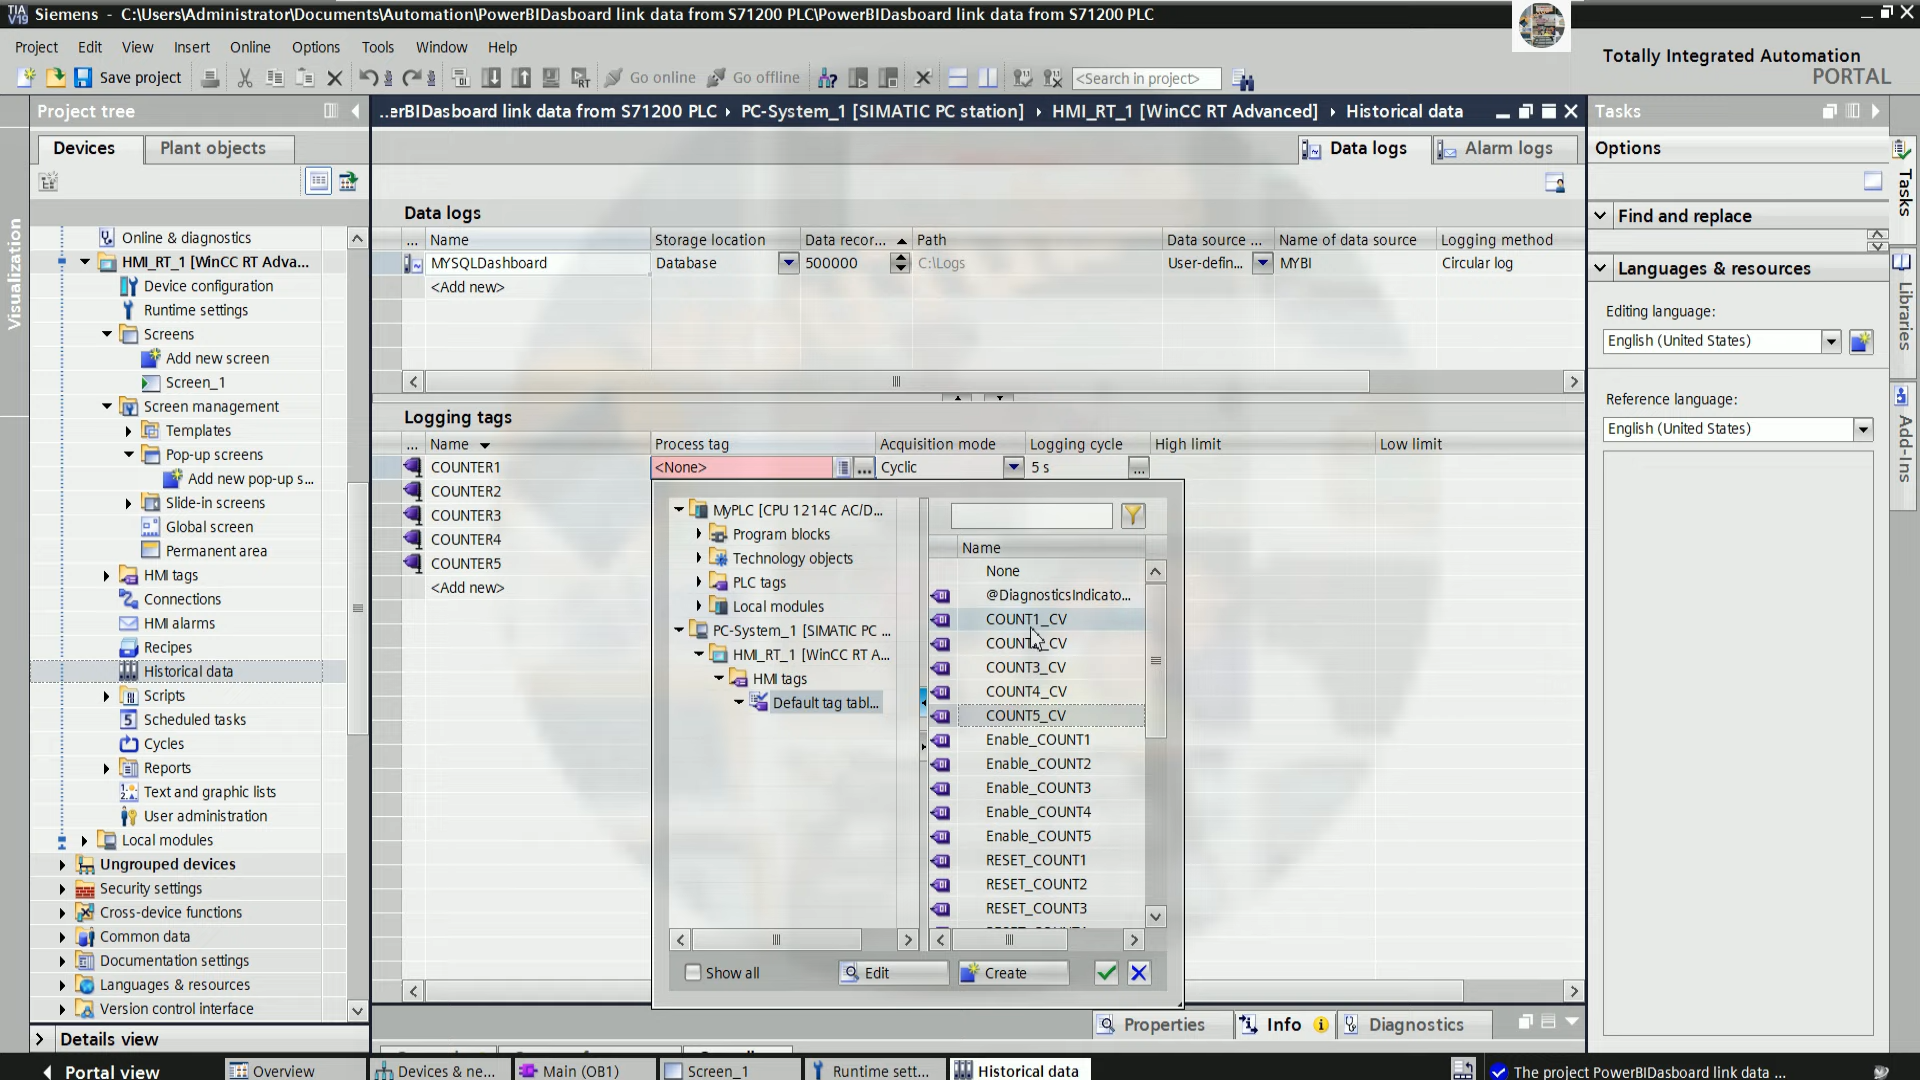 TIA V19 Siemens - C:\Users\Administrator\Documents\Automation\PowerBIDasboard link data from S71200 PLC\PowerBIDasboard link data from S71200 PLC
Project Edit View Insert Online Options Tools Window Help
Totally Integrated Automation
PORTAL
Save project
Go online
Go offline
<Search in project>
Project tree
..erBIDasboard link data from S71200 PLC › PC-System_1 [SIMATIC PC station] › HMI_RT_1 [WinCC RT Advanced] › Historical data
Tasks
Devices
Plant objects
Data logs
Alarm logs
Options
Visualization
Online & diagnostics
HMI_RT_1 [WinCC RT Adva...
Device configuration
Runtime settings
Screens
Add new screen
Screen_1
Screen management
Templates
Pop-up screens
Add new pop-up s...
Slide-in screens
Global screen
Permanent area
HMI tags
Connections
HMI alarms
Recipes
Historical data
Scripts
Scheduled tasks
Cycles
Reports
Text and graphic lists
User administration
Local modules
Ungrouped devices
Security settings
Cross-device functions
Common data
Documentation settings
Languages & resources
Version control interface
Details view
Data logs
... Name Storage location Data recor... Path Data source ... Name of data source Logging method
MYSQLDashboard Database 500000 C:\Logs User-defin... MYBI Circular log
<Add new>
Logging tags
... Name Process tag Acquisition mode Logging cycle High limit Low limit
COUNTER1 <None> ... Cyclic 5 s ...
COUNTER2
COUNTER3
COUNTER4
COUNTER5
<Add new>
MyPLC [CPU 1214C AC/D...
Program blocks
Technology objects
PLC tags
Local modules
PC-System_1 [SIMATIC PC ...
HMI_RT_1 [WinCC RT A...
HMI tags
Default tag tabl...
Name
None
@DiagnosticsIndicato...
COUNT1_CV
COUNT3_CV
COUNT4_CV
COUNT5_CV
Enable_COUNT1
Enable_COUNT2
Enable_COUNT3
Enable_COUNT4
Enable_COUNT5
RESET_COUNT1
RESET_COUNT2
RESET_COUNT3
Show all
Edit
Create
Find and replace
Languages & resources
Editing language:
English (United States)
Reference language:
English (United States)
Tasks
Libraries
Add-Ins
Properties
Info
Diagnostics
Portal view
Overview
Devices & ne...
Main (OB1)
Screen_1
Runtime sett...
Historical data
The project PowerBIDasboard link data ...